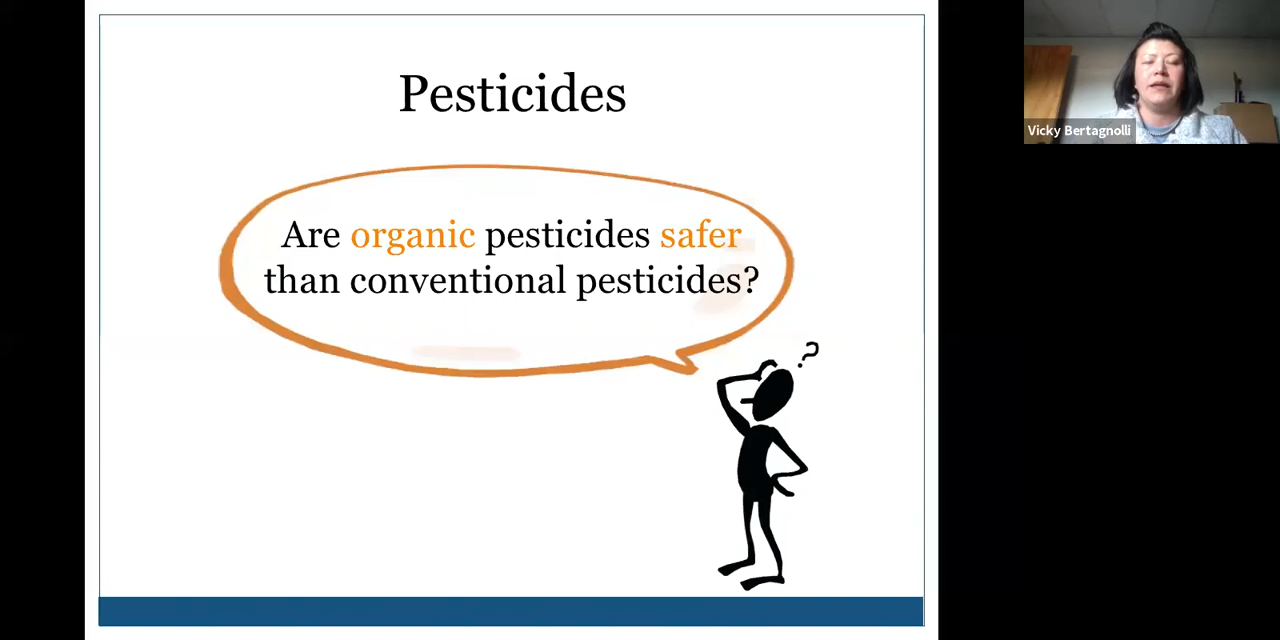 Pesticides
Are organic pesticides safer
than conventional pesticides?
?
Vicky Bertagnolli